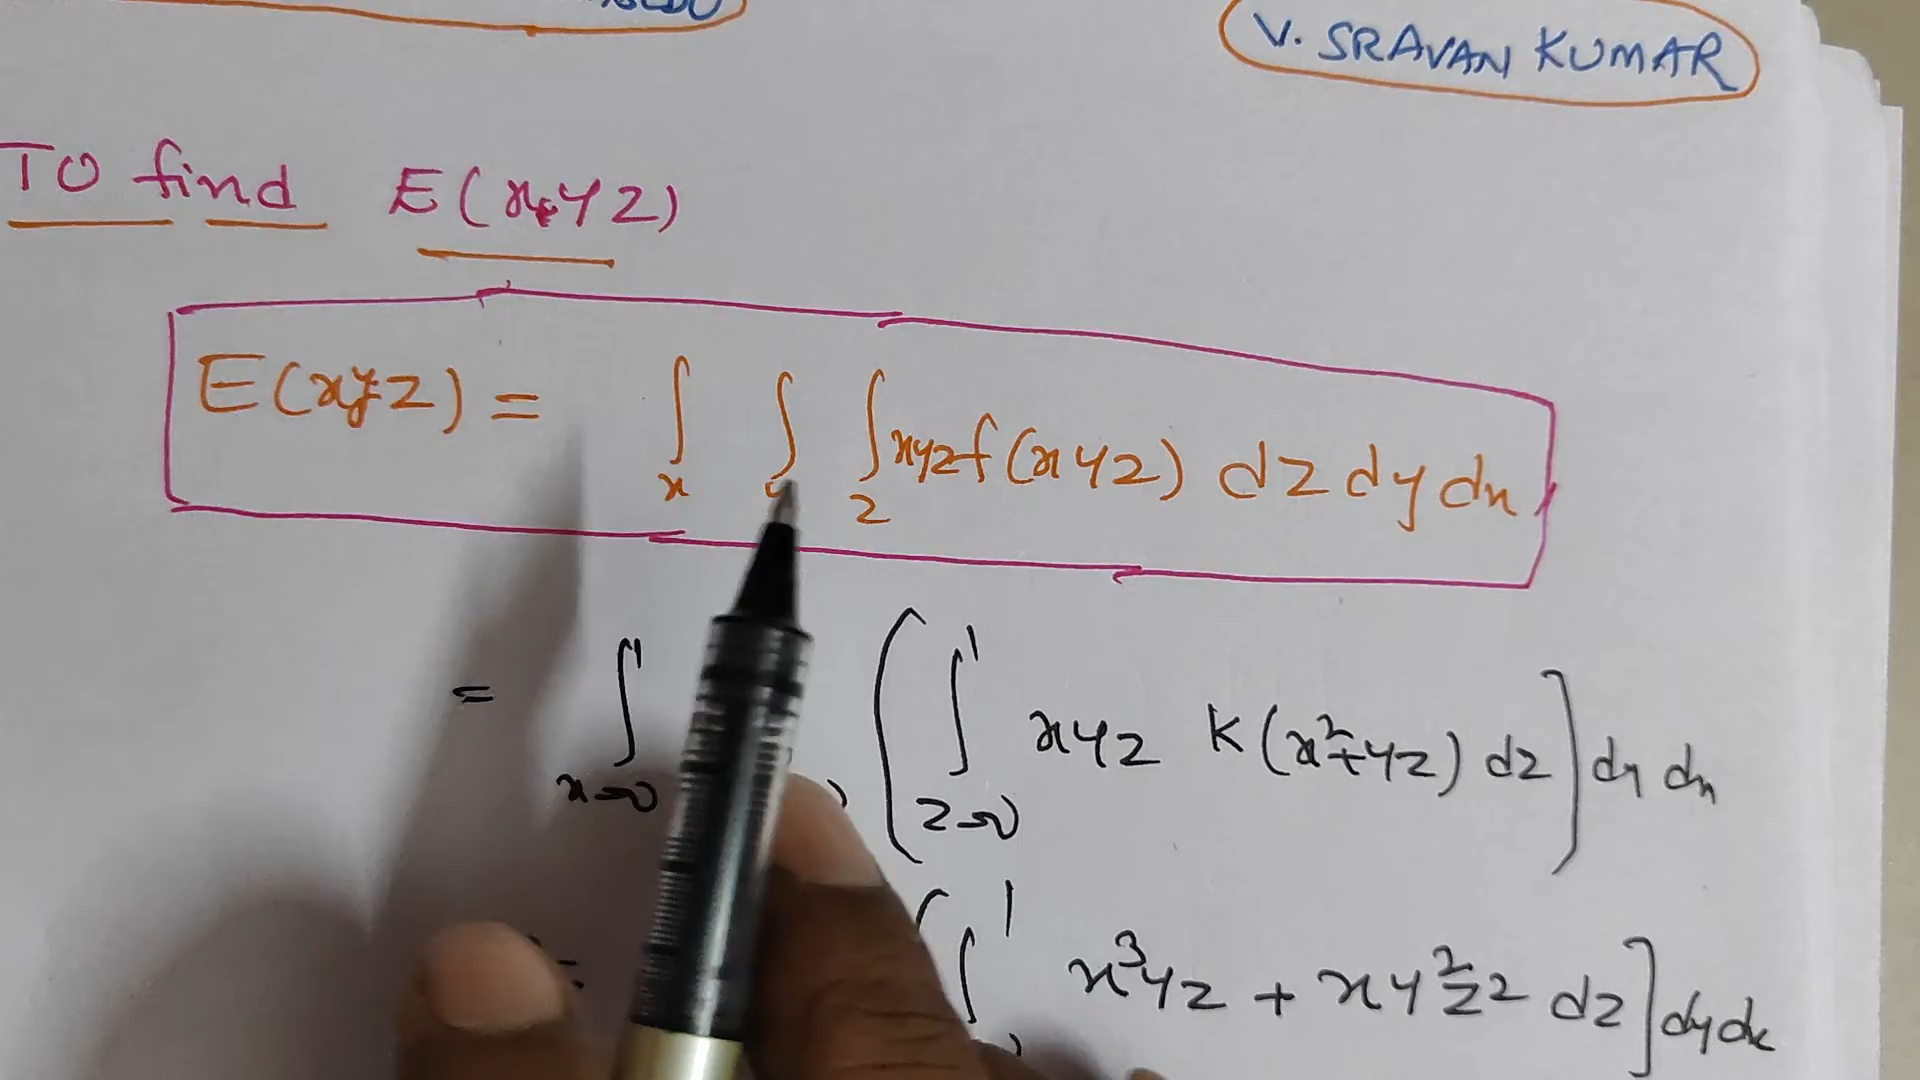 V. SRAVAN KUMAR
TO find E(xyz)
E(xyz) = ∫x ∫y ∫z xyz f(xyz) dz dy dx
= ∫ x=0 1 ( ∫ z=0 1 xyz K(x²+yz) dz ] dy dx
= ∫ 1 x³yz + xy²z² dz ] dy dx